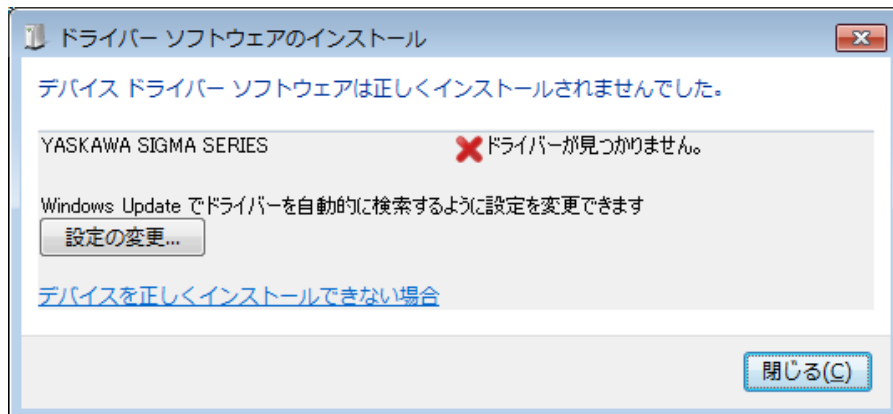 ドライバー ソフトウェアのインストール
デバイス ドライバー ソフトウェアは正しくインストールされませんでした。
YASKAWA SIGMA SERIES ドライバーが見つかりません。
Windows Update でドライバーを自動的に検索するように設定を変更できます
設定の変更...
デバイスを正しくインストールできない場合
閉じる(C)